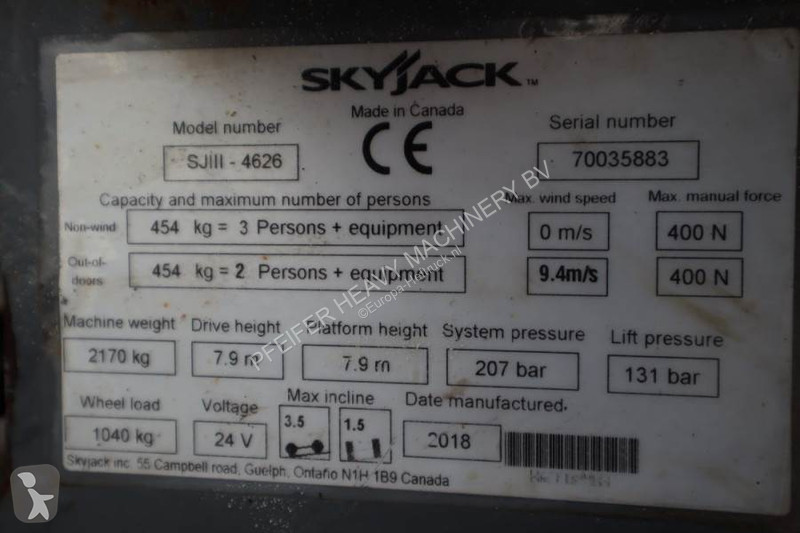 SKYJACK™
Made in Canada
Model number
SJIII - 4626
CE
Serial number
70035883
Capacity and maximum number of persons
Max. wind speed
Max. manual force
Non-wind
454 kg = 3 Persons + equipment
0 m/s
400 N
Out-of-doors
454 kg = 2 Persons + equipment
9.4m/s
400 N
Machine weight
Drive height
Platform height
System pressure
Lift pressure
2170 kg
7.9 m
7.9 m
207 bar
131 bar
Wheel load
Voltage
Max incline
Date manufactured.
1040 kg
24 V
3.5
1.5
2018
Skyjack inc. 55 Campbell road, Guelph, Ontario N1H 1B9 Canada
PFEIFER HEAVY MACHINERY BV
©Europa-Hebruck.nl